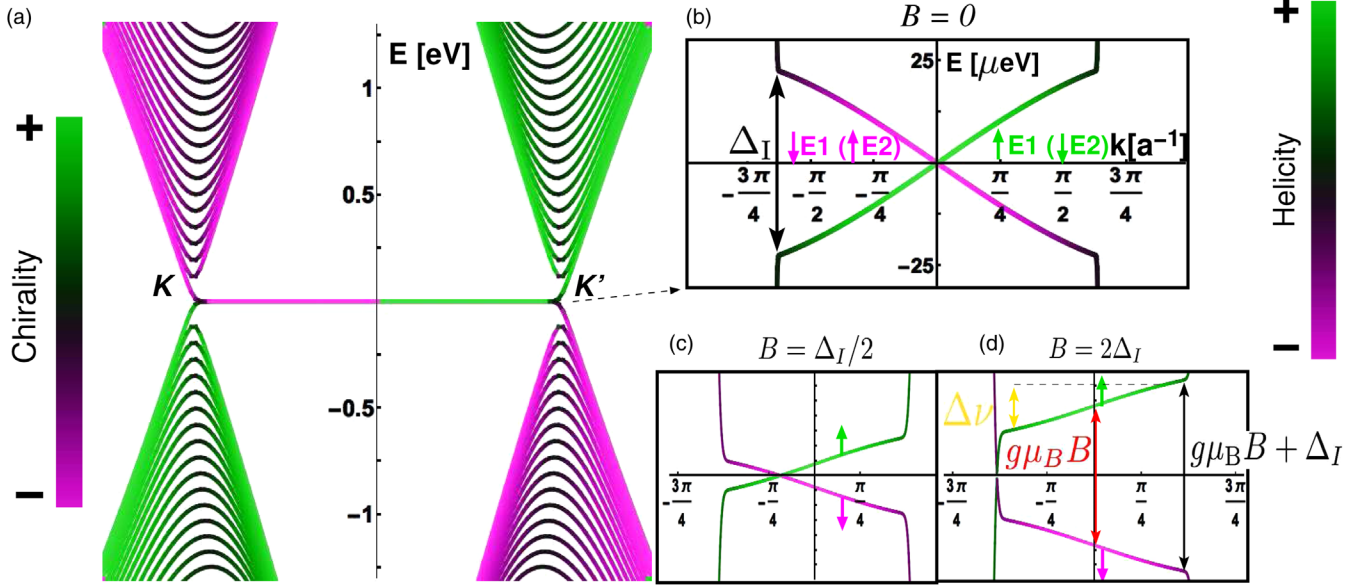 (a)
E [eV]
1
0.5
−0.5
−1
K
K'
+
Chirality
−
(b)
B = 0
25
E [μeV]
Δ_I
↓E1 (↑E2)
↑E1 (↓E2)
k[a⁻¹]
−3π/4
−π/2
−π/4
π/4
π/2
3π/4
−25
+
Helicity
−
(c)
B = Δ_I/2
−3π/4
−π/4
π/4
(d)
B = 2Δ_I
Δν
gμ_B B
gμ_B B + Δ_I
3π/4
−3π/4
−π/4
π/4
3π/4